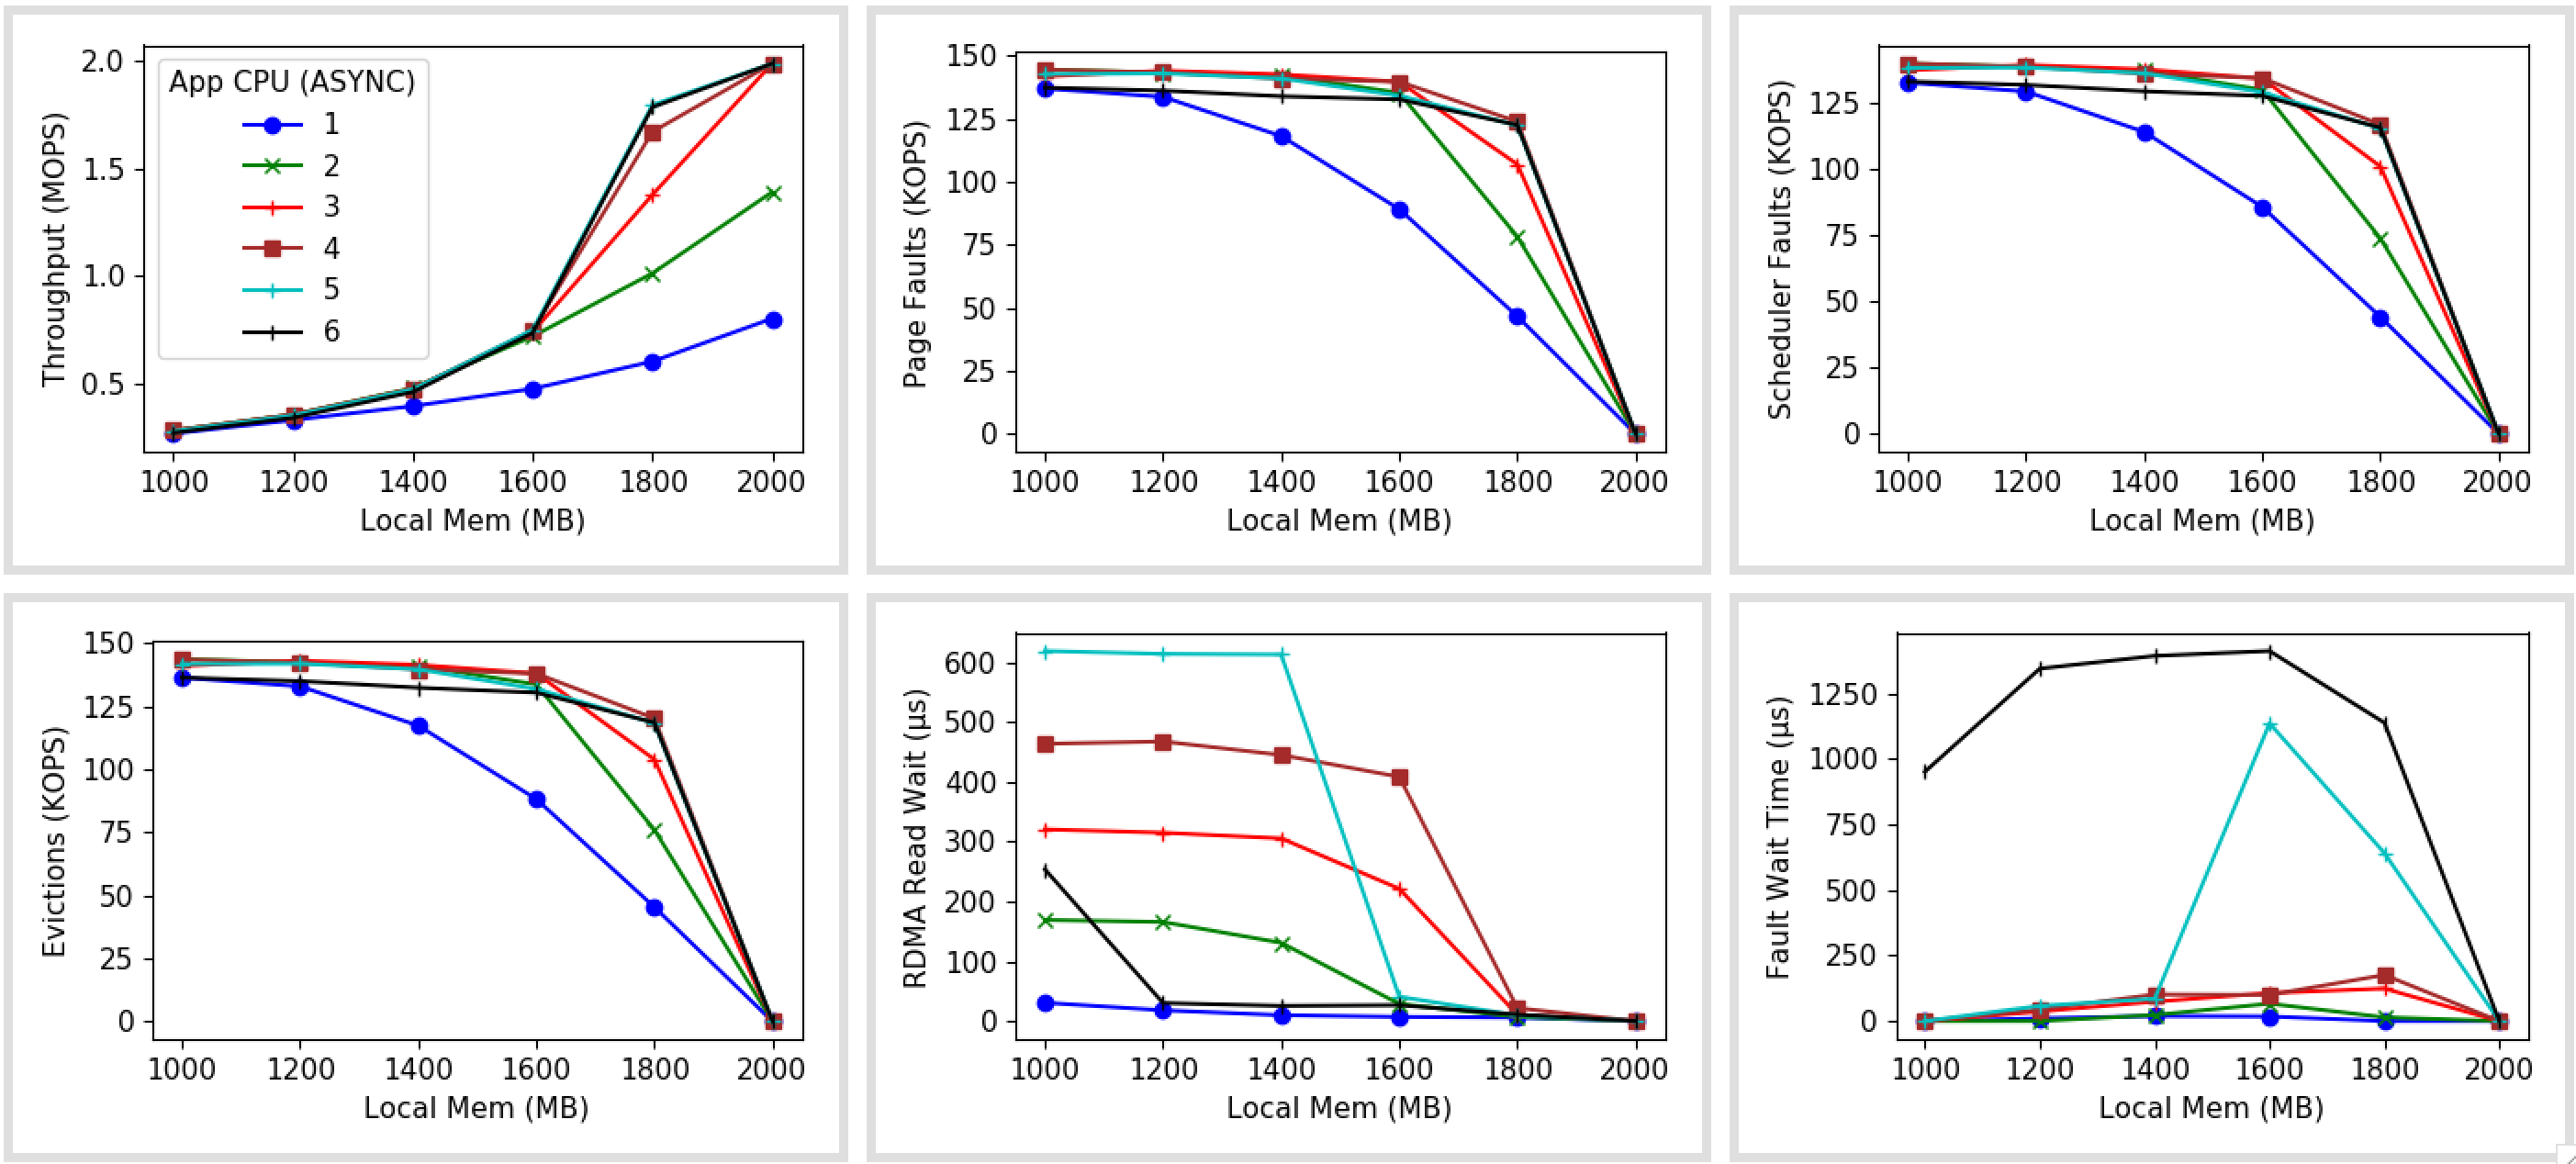 2.0
1.5
1.0
0.5
Throughput (MOPS)
App CPU (ASYNC)
1
2
3
4
5
6
1000 1200 1400 1600 1800 2000
Local Mem (MB)
150
125
100
75
50
25
0
Page Faults (KOPS)
1000 1200 1400 1600 1800 2000
Local Mem (MB)
125
100
75
50
25
0
Scheduler Faults (KOPS)
1000 1200 1400 1600 1800 2000
Local Mem (MB)
150
125
100
75
50
25
0
Evictions (KOPS)
1000 1200 1400 1600 1800 2000
Local Mem (MB)
600
500
400
300
200
100
0
RDMA Read Wait (µs)
1000 1200 1400 1600 1800 2000
Local Mem (MB)
1250
1000
750
500
250
0
Fault Wait Time (µs)
1000 1200 1400 1600 1800 2000
Local Mem (MB)